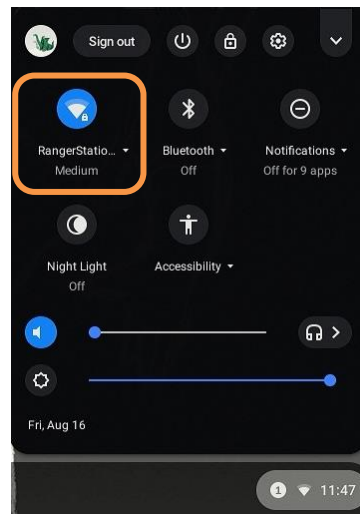 Sign out
RangerStatio...
Medium
Bluetooth
Off
Notifications
Off for 9 apps
Night Light
Off
Accessibility
Fri, Aug 16
1 11:47